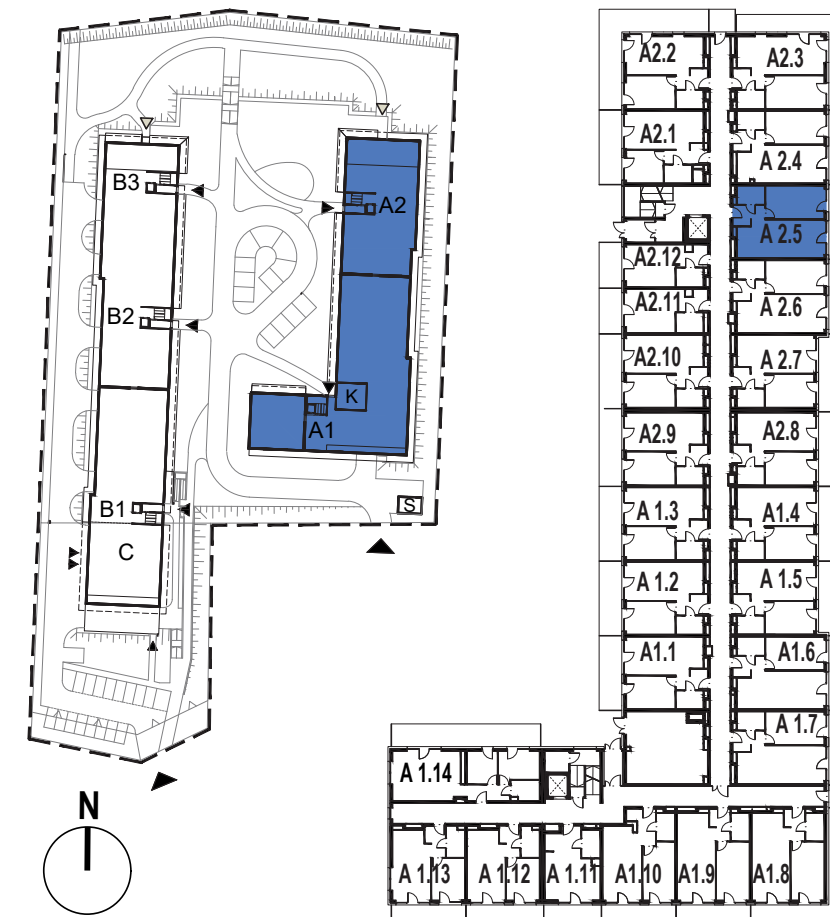 B3
A2
B2
K
A1
B1
S
C
N
A2.2
A2.3
A2.1
A 2.4
A 2.5
A2.12
A 2.6
A2.11
A2.10
A 2.7
A2.9
A2.8
A 1.3
A1.4
A 1.2
A 1.5
A1.1
A1.6
A 1.7
A 1.14
A 1.13
A 1.12
A 1.11
A1.10
A1.9
A1.8